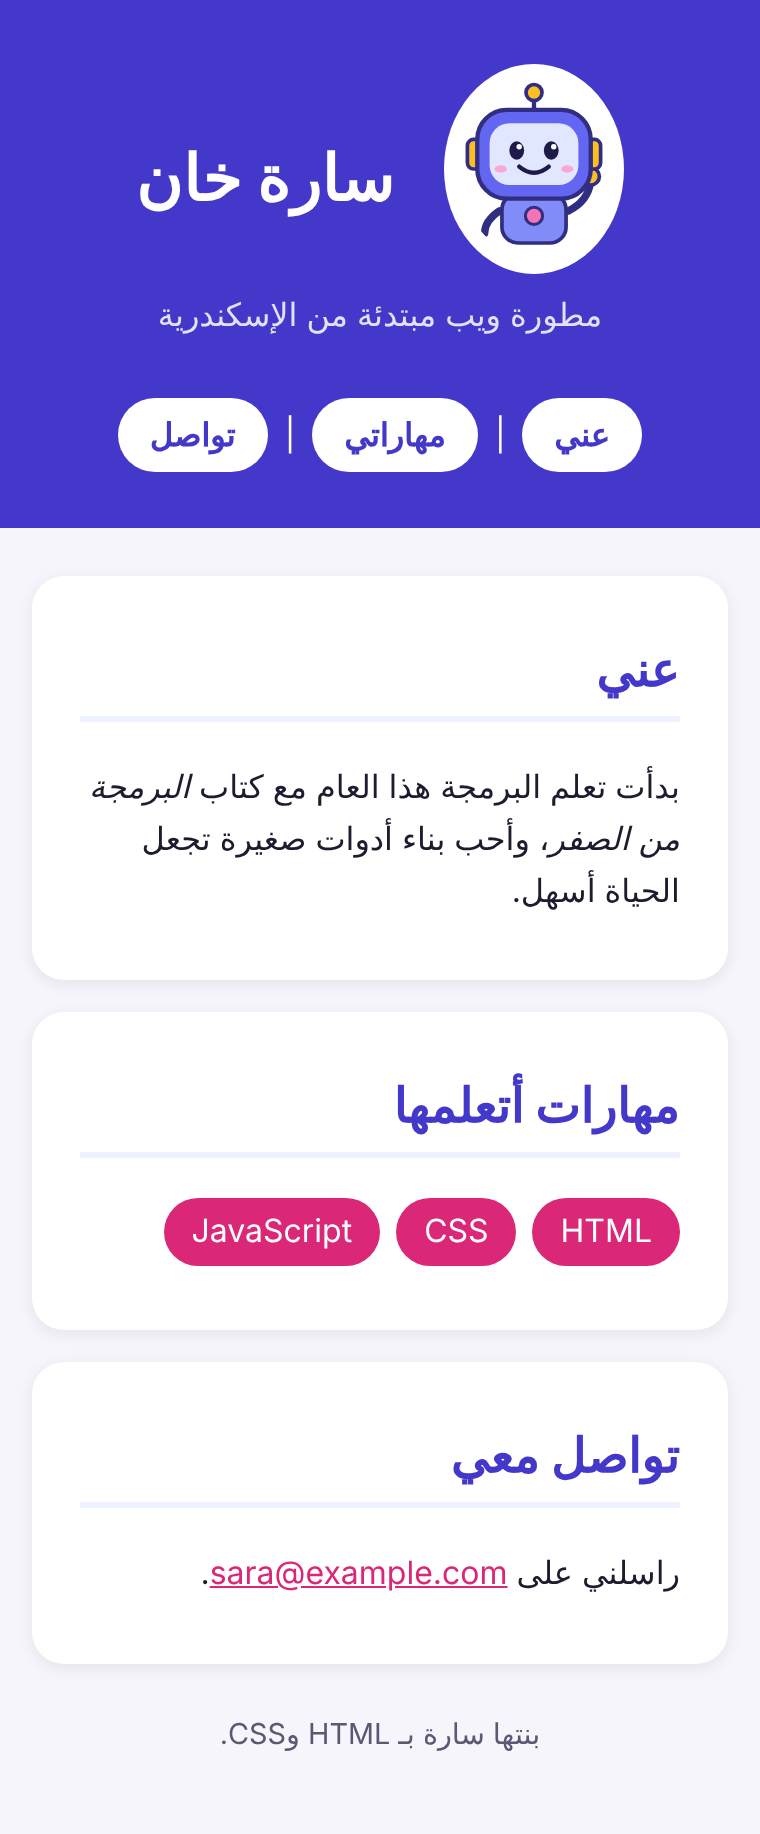 سارة خان
مطورة ويب مبتدئة من الإسكندرية
عني | مهاراتي | تواصل
عني
بدأت تعلم البرمجة هذا العام مع كتاب البرمجة
من الصفر، وأحب بناء أدوات صغيرة تجعل
الحياة أسهل.
مهارات أتعلمها
HTML CSS JavaScript
تواصل معي
راسلني على sara@example.com.
بنتها سارة بـ HTML وCSS.